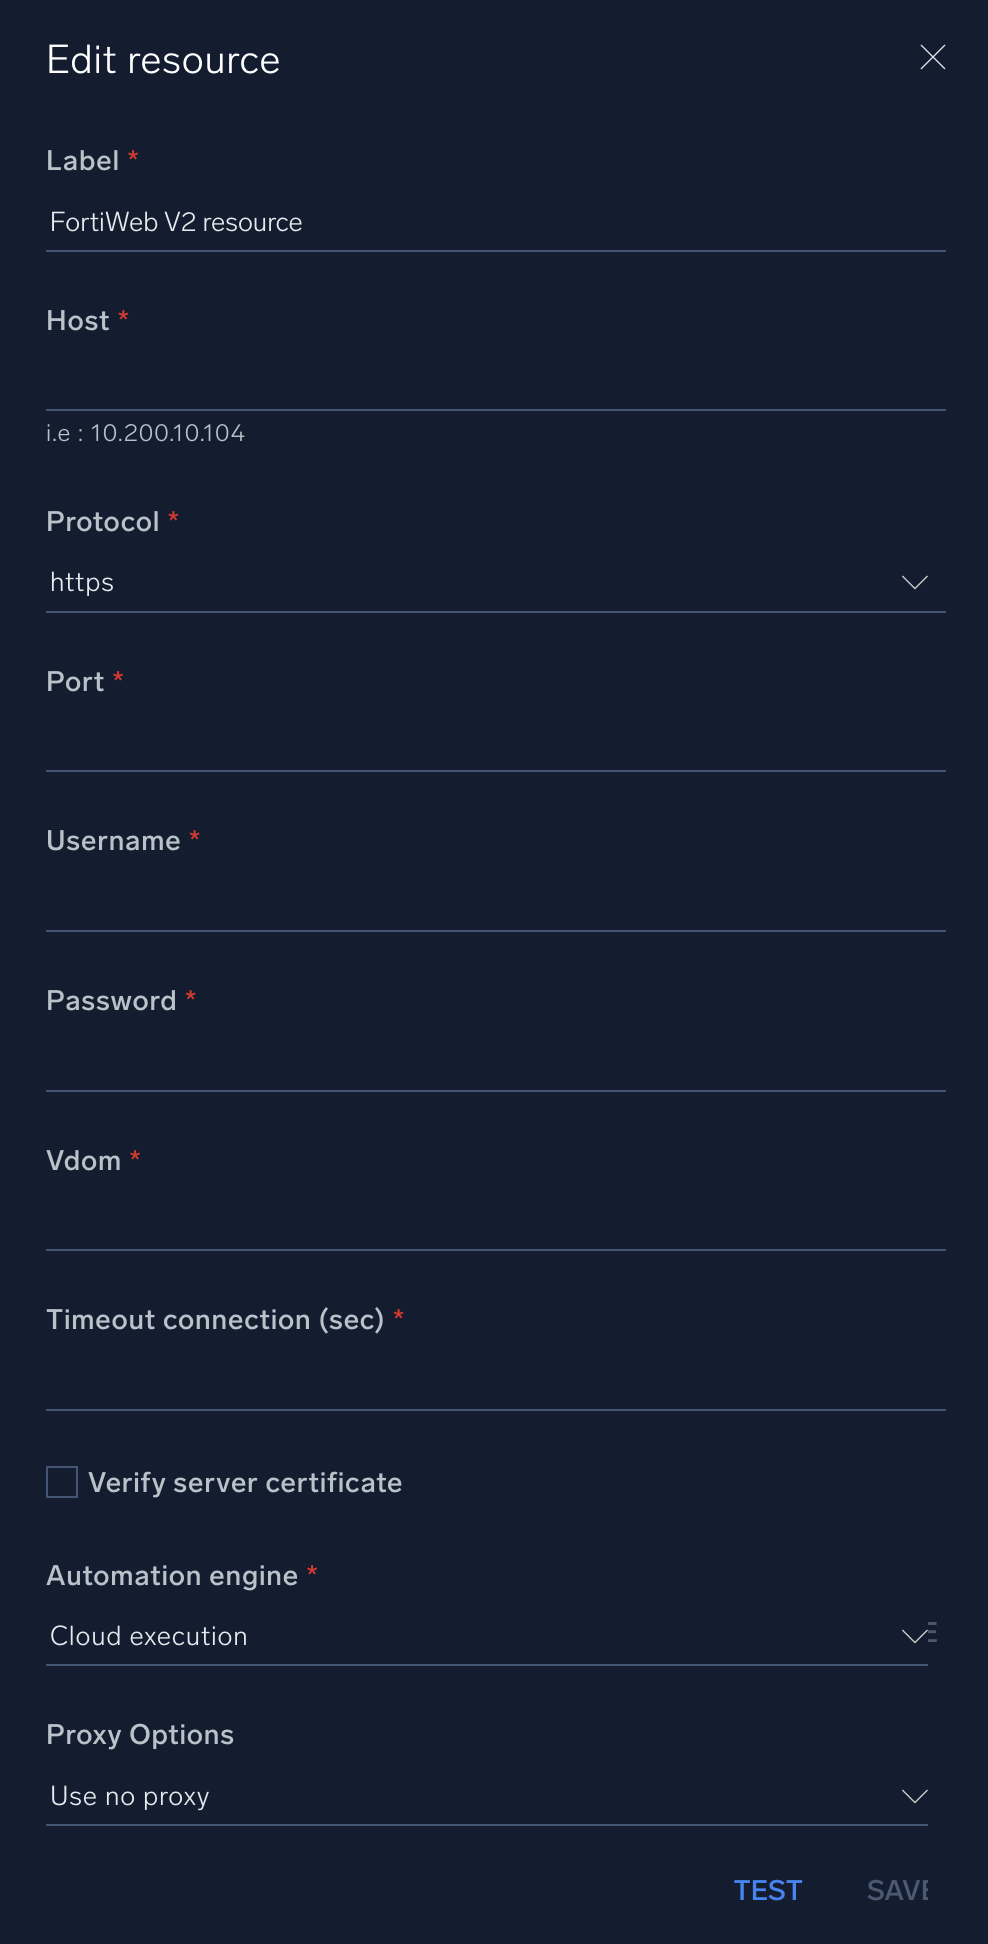 Edit resource
Label *
FortiWeb V2 resource
Host *
i.e : 10.200.10.104
Protocol *
https
Port *
Username *
Password *
Vdom *
Timeout connection (sec) *
Verify server certificate
Automation engine *
Cloud execution
Proxy Options
Use no proxy
TEST SAVE